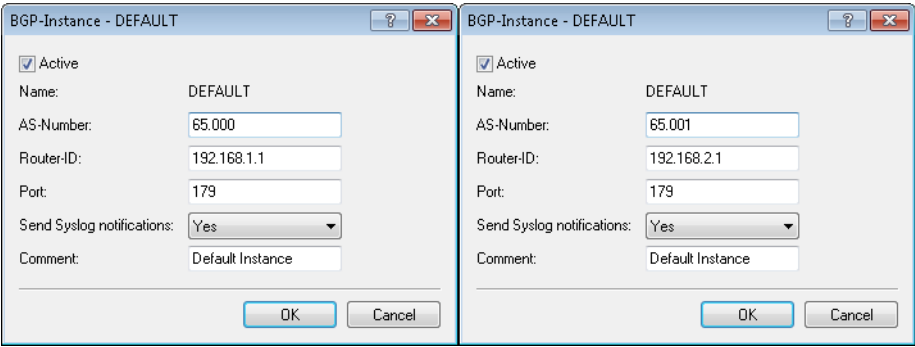 BGP-Instance - DEFAULT
Active
Name: DEFAULT
AS-Number: 65.000
Router-ID: 192.168.1.1
Port: 179
Send Syslog notifications: Yes
Comment: Default Instance
OK Cancel
BGP-Instance - DEFAULT
Active
Name: DEFAULT
AS-Number: 65.001
Router-ID: 192.168.2.1
Port: 179
Send Syslog notifications: Yes
Comment: Default Instance
OK Cancel